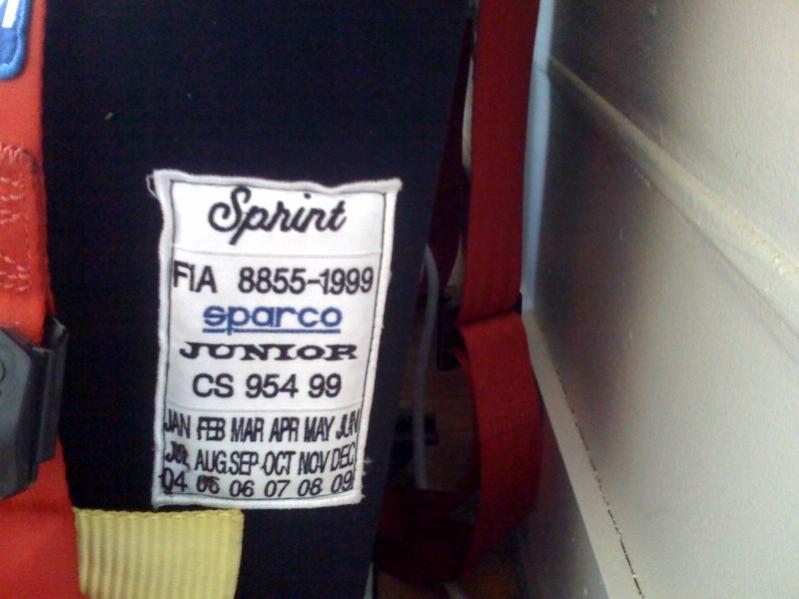 Sprint
FIA 8855-1999
sparco
JUNIOR
CS 954 99
JAN FEB MAR APR MAY JUN
JUL AUG SEP OCT NOV DEC
04 05 06 07 08 09